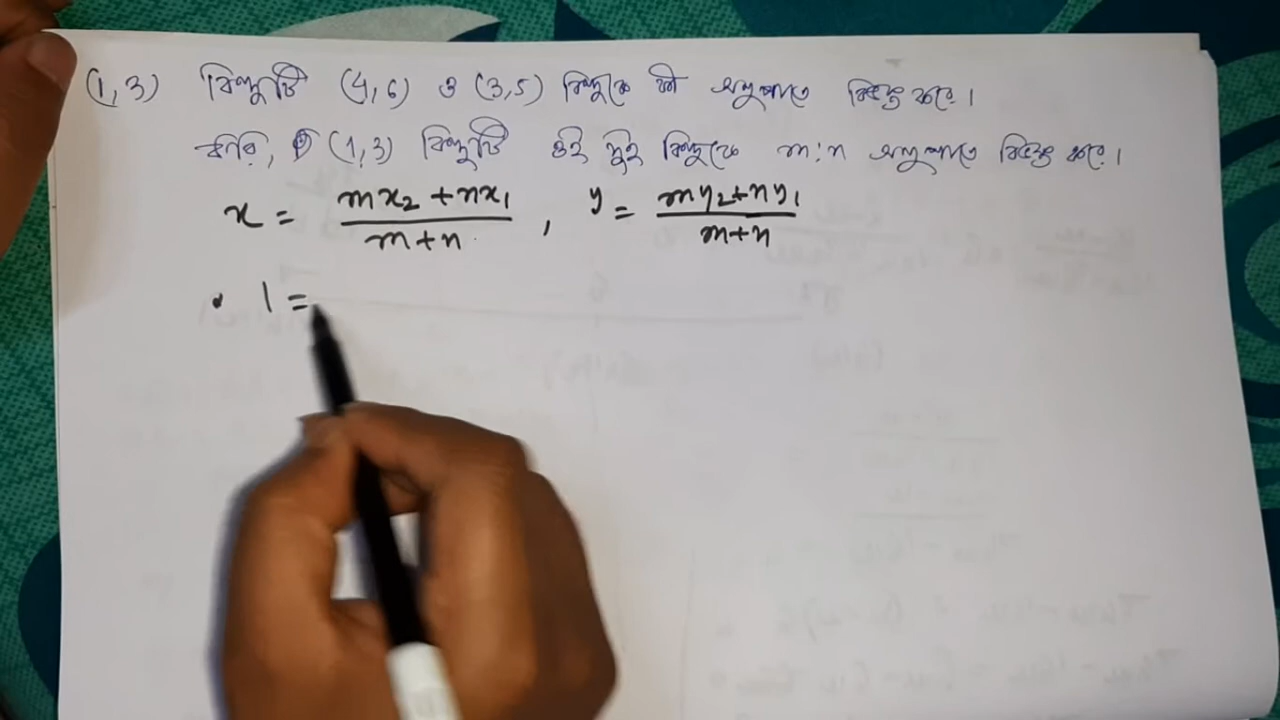 (1,3) বিন্দুটি (4,6) ও (3,5) বিন্দুকে কী অনুপাতে বিভক্ত করে।
ধরি, (1,3) বিন্দুটি ওই দুই বিন্দুকে m:n অনুপাতে বিভক্ত করে।
x = (mx₂ + nx₁)/(m+n) , y = (my₂+ny₁)/(m+n)
1 =